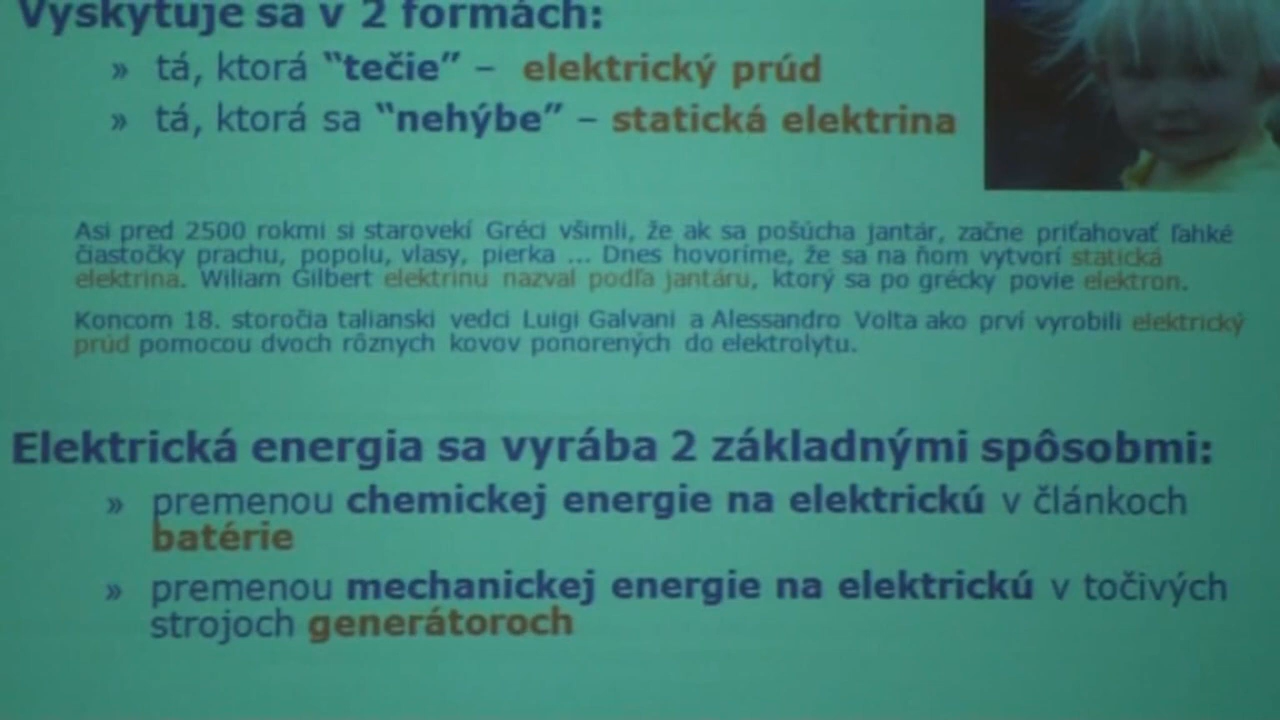 Vyskytuje sa v 2 formách:
» tá, ktorá “tečie” – elektrický prúd
» tá, ktorá sa “nehýbe” – statická elektrina
Asi pred 2500 rokmi si starovekí Gréci všimli, že ak sa pošúcha jantár, začne priťahovať ľahké
čiastočky prachu, popolu, vlasy, pierka ... Dnes hovoríme, že sa na ňom vytvorí statická
elektrina. Wiliam Gilbert elektrinu nazval podľa jantáru, ktorý sa po grécky povie elektron.
Koncom 18. storočia talianski vedci Luigi Galvani a Alessandro Volta ako prví vyrobili elektrický
prúd pomocou dvoch rôznych kovov ponorených do elektrolytu.
Elektrická energia sa vyrába 2 základnými spôsobmi:
» premenou chemickej energie na elektrickú v článkoch
batérie
» premenou mechanickej energie na elektrickú v točivých
strojoch generátoroch